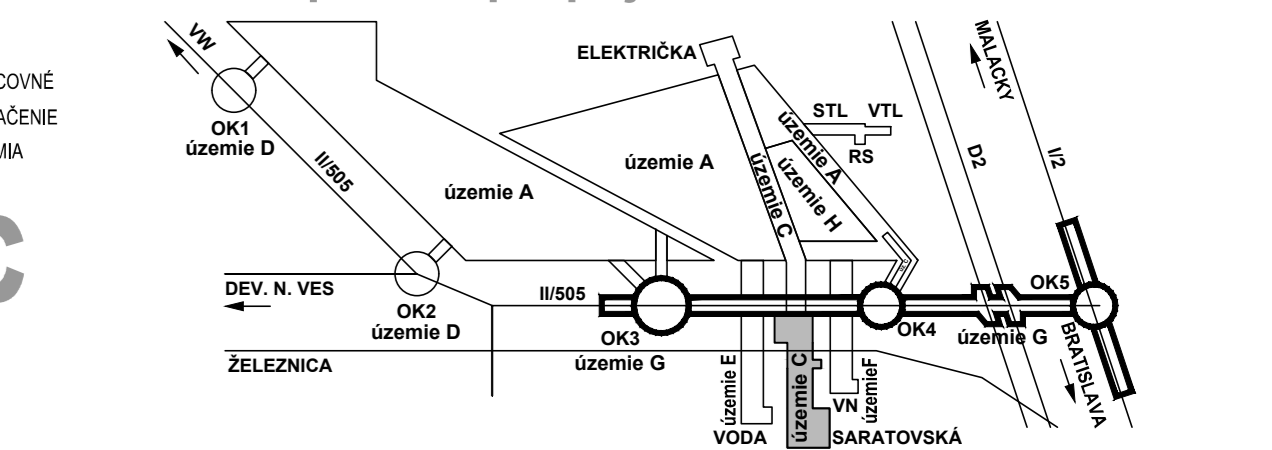 VW
ELEKTRIČKA
MALACKY
COVNÉ
AČENIE
MIA
C
OK1
území D
II/505
územie A
územie A
územie A
STL VTL
RS
územie C
územie H
D2
I/2
DEV. N. VES
OK2
územie D
II/505
OK3
územie G
OK4
OK5
územie G
BRATISLAVA
ŽELEZNICA
územie E
VODA
územie C
SARATOVSKÁ
VN
územieF